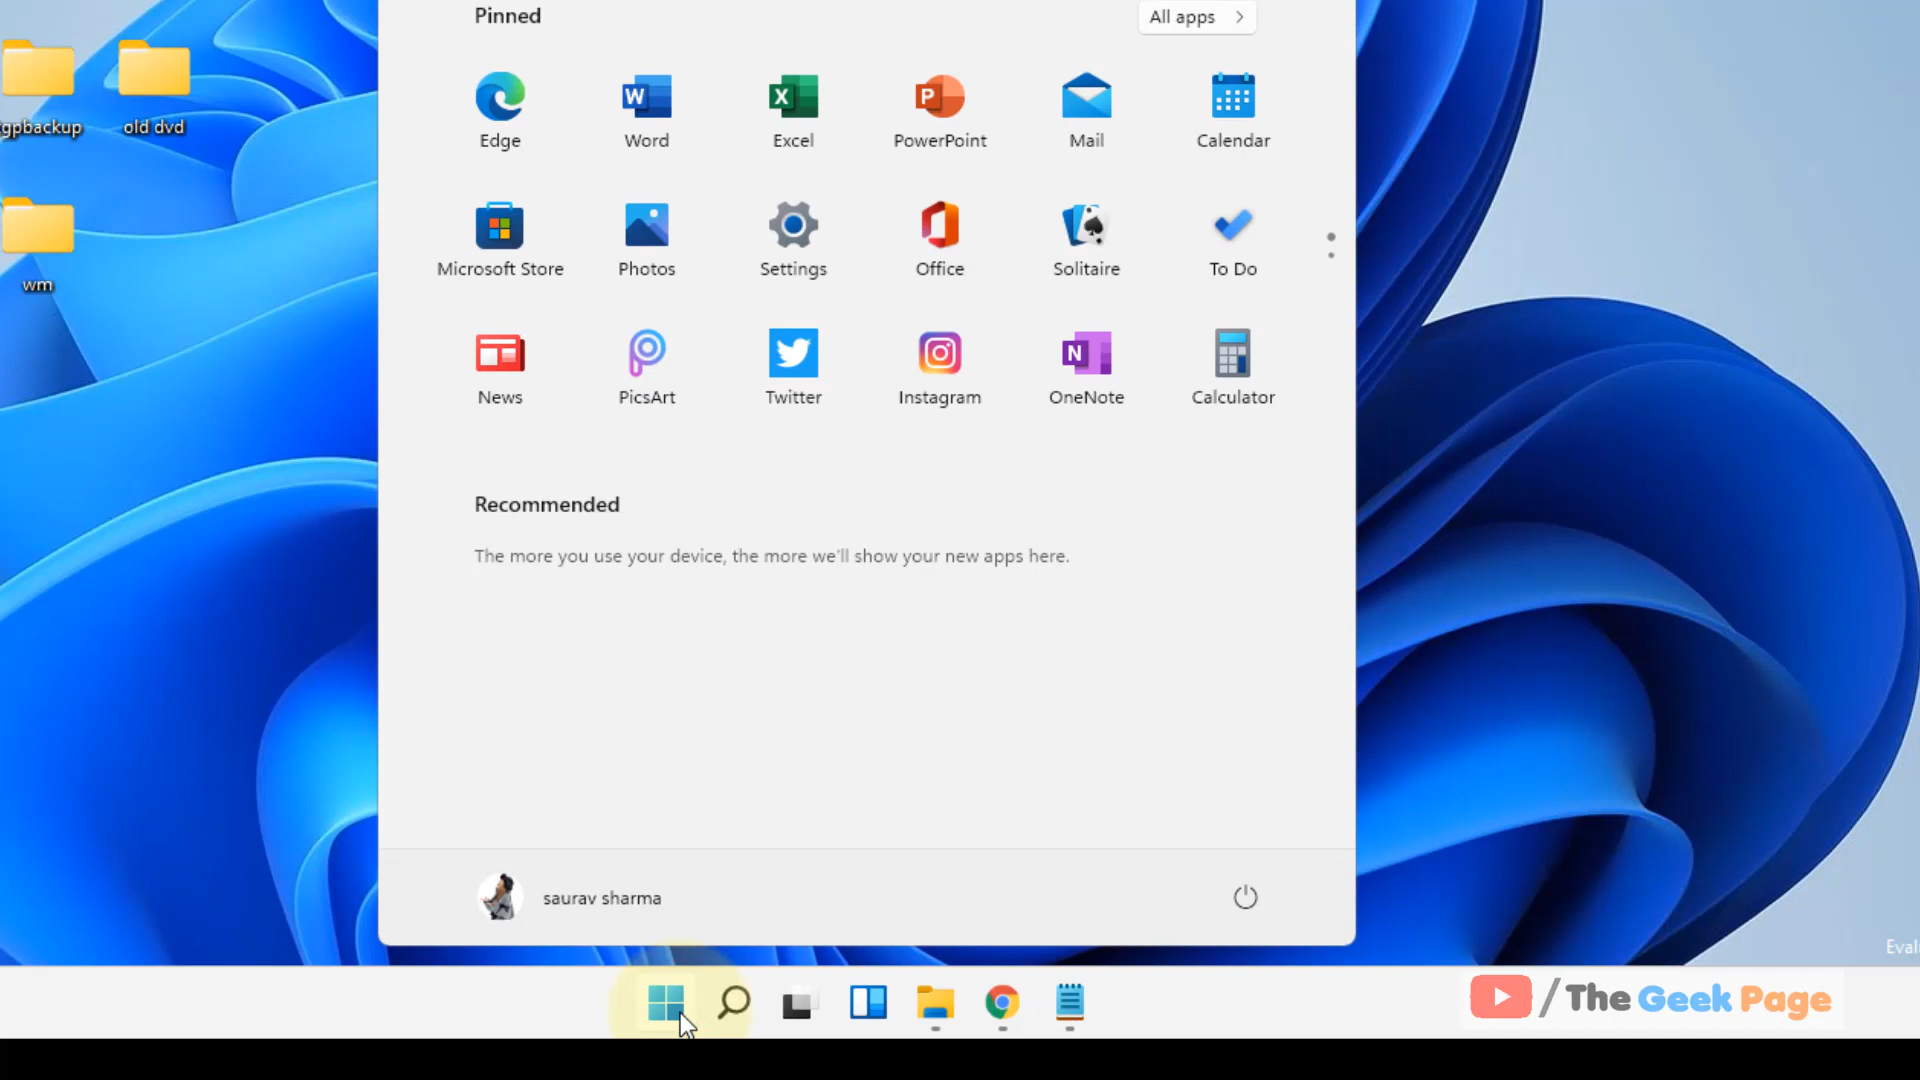 Pinned
All apps
gpbackup
old dvd
Edge
Word
Excel
PowerPoint
Mail
Calendar
wm
Microsoft Store
Photos
Settings
Office
Solitaire
To Do
News
PicsArt
Twitter
Instagram
OneNote
Calculator
Recommended
The more you use your device, the more we'll show your new apps here.
saurav sharma
Eval
/The Geek Page